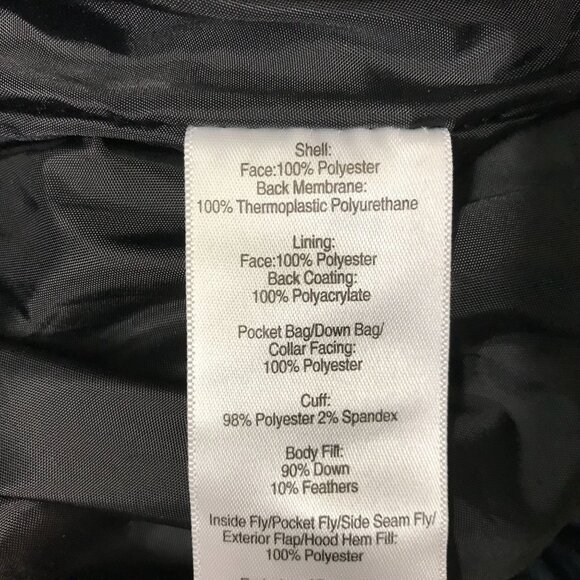 Shell:
Face:100% Polyester
Back Membrane:
100% Thermoplastic Polyurethane
Lining:
Face:100% Polyester
Back Coating:
100% Polyacrylate
Pocket Bag/Down Bag/
Collar Facing:
100% Polyester
Cuff:
98% Polyester 2% Spandex
Body Fill:
90% Down
10% Feathers
Inside Fly/Pocket Fly/Side Seam Fly/
Exterior Flap/Hood Hem Fill:
100% Polyester